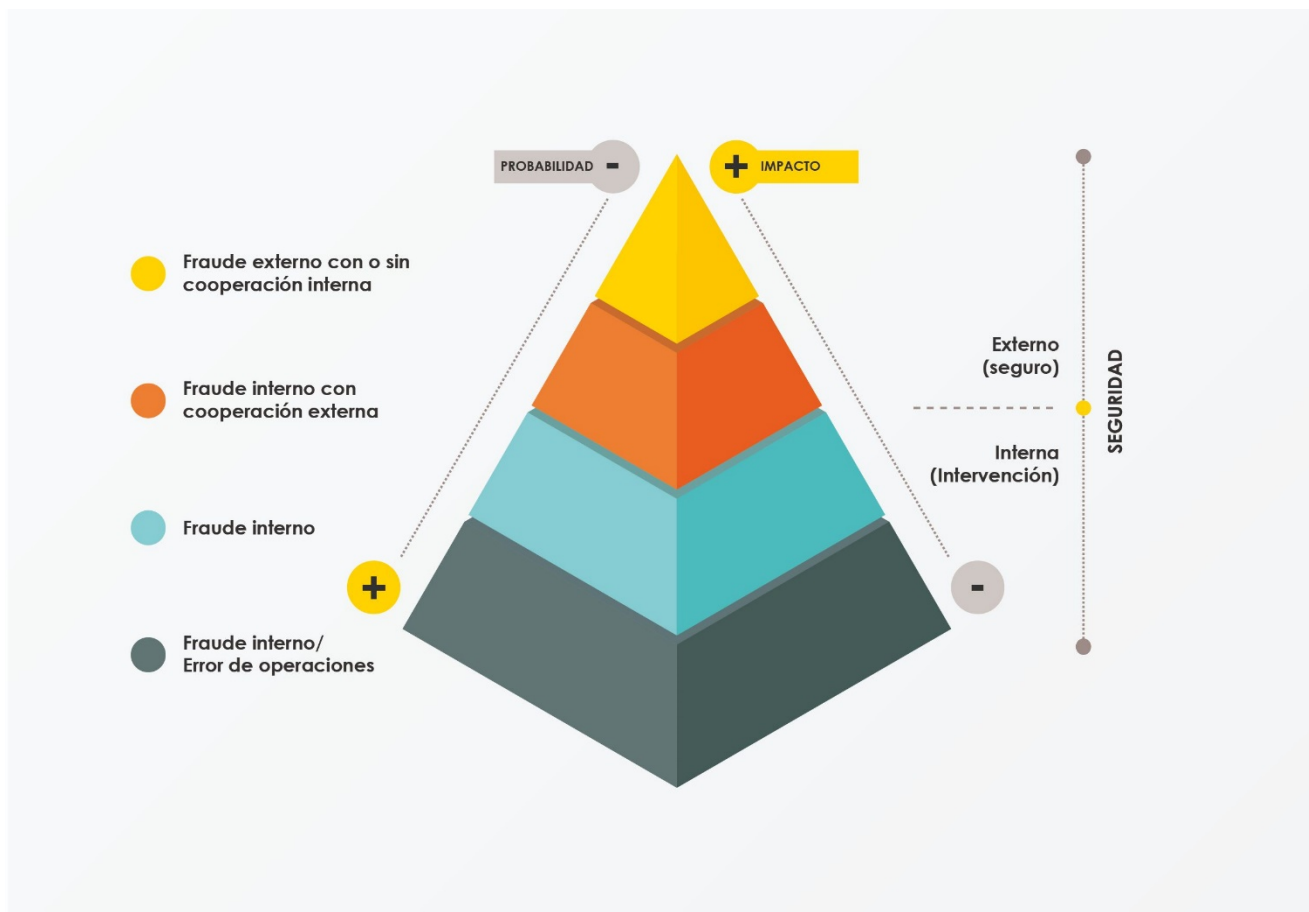 PROBABILIDAD -
+ IMPACTO
Fraude externo con o sin
cooperación interna
Fraude interno con
cooperación externa
Fraude interno
Fraude interno/
Error de operaciones
+
-
Externo
(seguro)
Interna
(Intervención)
SEGURIDAD